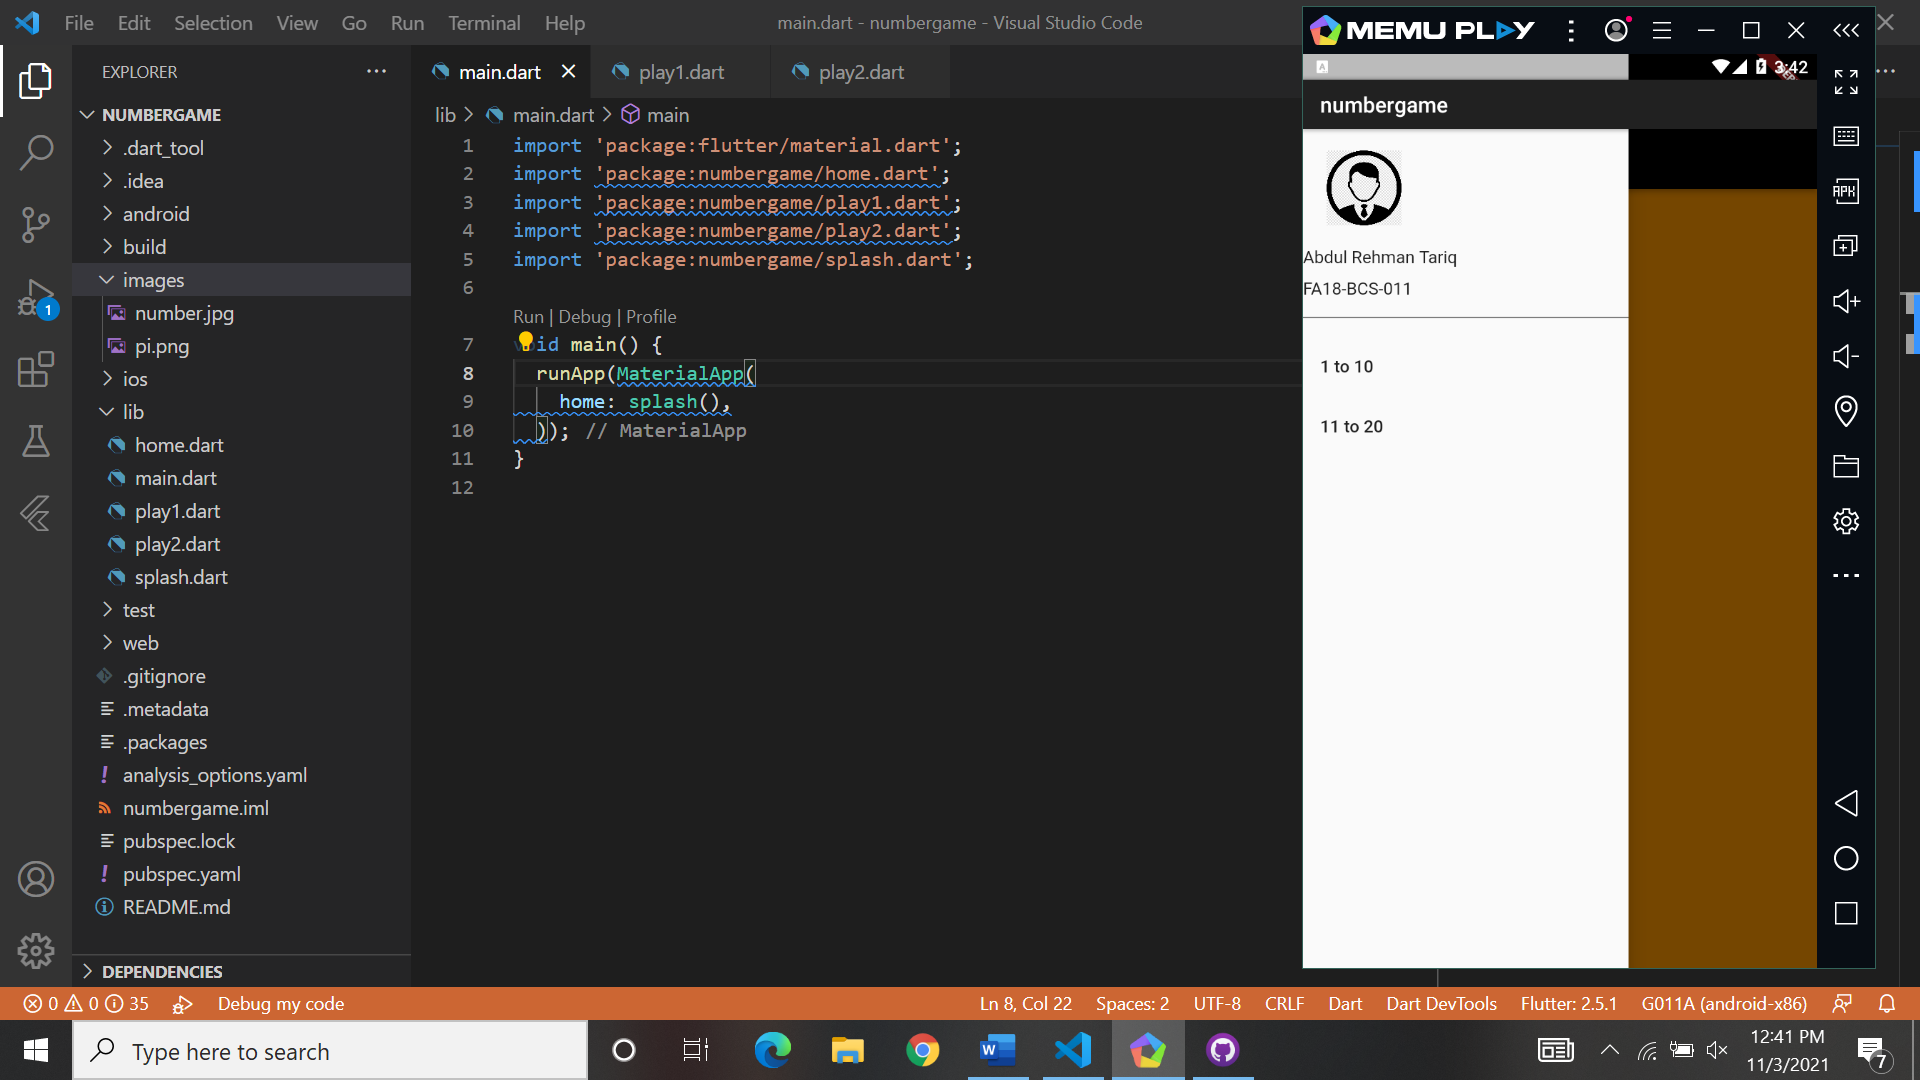 File Edit Selection View Go Run Terminal Help
main.dart - numbergame - Visual Studio Code
EXPLORER
NUMBERGAME
.dart_tool
.idea
android
build
images
number.jpg
pi.png
ios
lib
home.dart
main.dart
play1.dart
play2.dart
splash.dart
test
web
.gitignore
.metadata
.packages
analysis_options.yaml
numbergame.iml
pubspec.lock
pubspec.yaml
README.md
DEPENDENCIES
1
main.dart play1.dart play2.dart
lib main.dart main
1 import 'package:flutter/material.dart';
2 import 'package:numbergame/home.dart';
3 import 'package:numbergame/play1.dart';
4 import 'package:numbergame/play2.dart';
5 import 'package:numbergame/splash.dart';
6
Run | Debug | Profile
7 void main() {
8 runApp(MaterialApp(
9 home: splash(),
10 )); // MaterialApp
11 }
12
MEMU PLAY
A
3:42
numbergame
Abdul Rehman Tariq
FA18-BCS-011
1 to 10
11 to 20
APK
0 0 35 Debug my code
Ln 8, Col 22 Spaces: 2 UTF-8 CRLF Dart Dart DevTools Flutter: 2.5.1 G011A (android-x86)
Type here to search
W
12:41 PM
11/3/2021
7